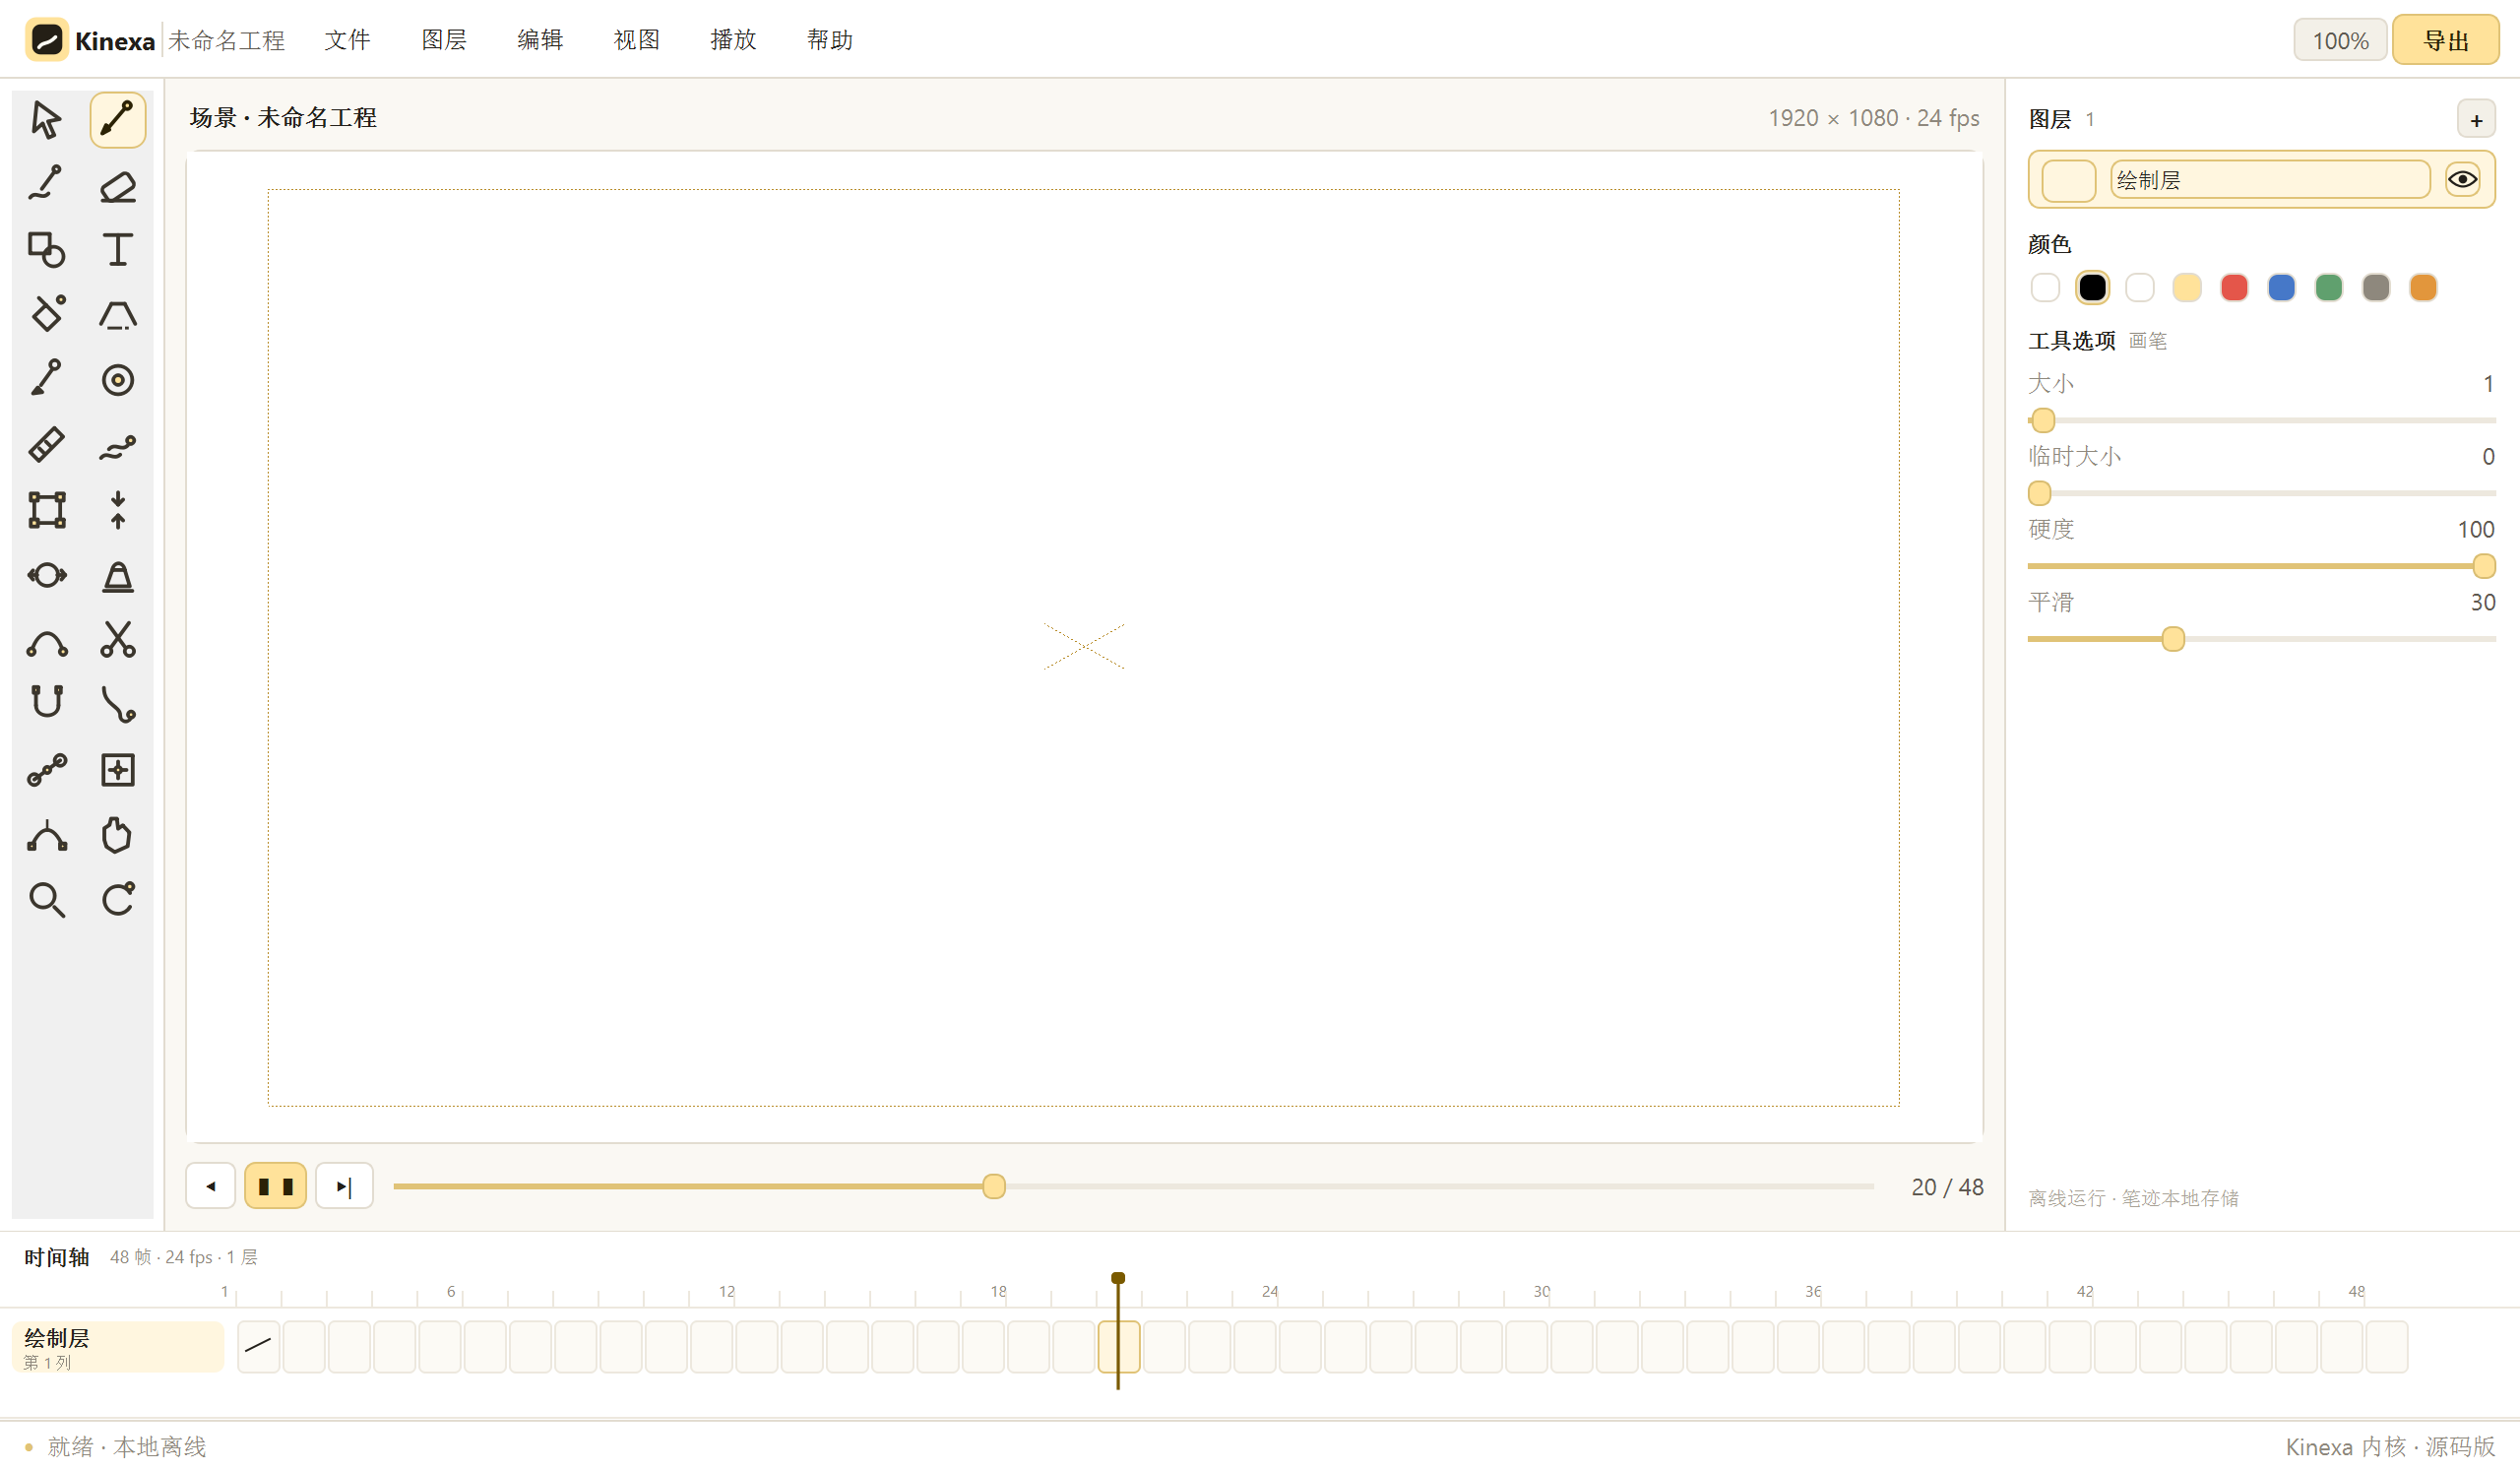 Kinexa 未命名工程 文件 图层 编辑 视图 播放 帮助 100% 导出
场景 · 未命名工程 1920 × 1080 · 24 fps
图层 1 +
绘制层
颜色
工具选项 画笔
大小 1
临时大小 0
硬度 100
平滑 30
20 / 48
离线运行 · 笔迹本地存储
时间轴 48 帧 · 24 fps · 1 层
1 6 12 18 24 30 36 42 48
绘制层
第 1 列
就绪 · 本地离线 Kinexa 内核 · 源码版